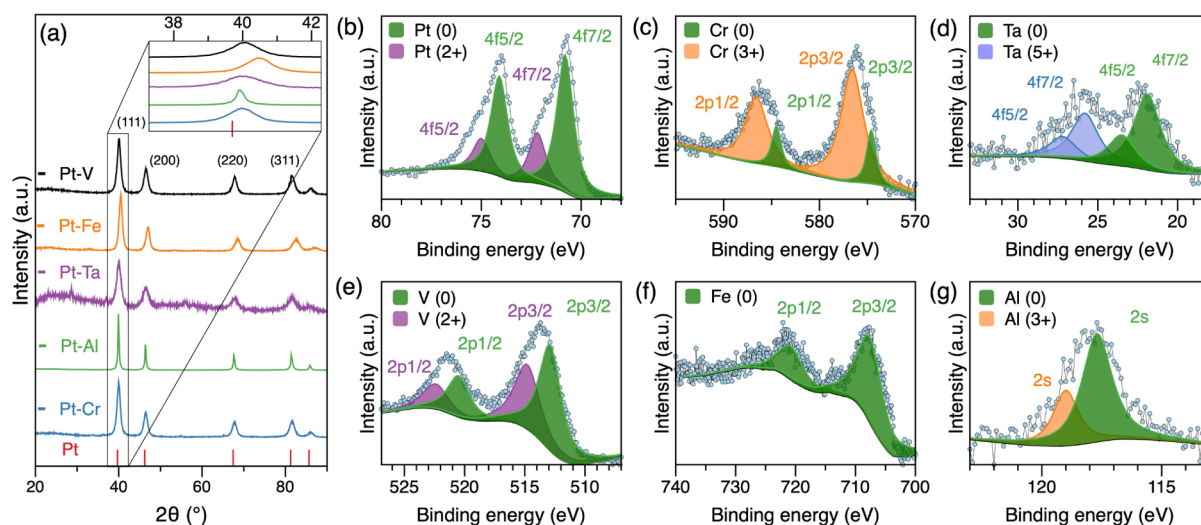 (a)
38 40 42
(111)
(200)
(220)
(311)
Pt-V
Pt-Fe
Pt-Ta
Pt-Al
Pt-Cr
Pt
20 40 60 80
2θ (°)
Intensity (a.u.)
(b)
Pt (0)
Pt (2+)
4f5/2
4f7/2
4f7/2
4f5/2
80 75 70
Binding energy (eV)
Intensity (a.u.)
(c)
Cr (0)
Cr (3+)
2p3/2
2p3/2
2p1/2
2p1/2
590 580 570
Binding energy (eV)
Intensity (a.u.)
(d)
Ta (0)
Ta (5+)
4f7/2
4f5/2
4f7/2
4f5/2
30 25 20
Binding energy (eV)
Intensity (a.u.)
(e)
V (0)
V (2+)
2p3/2
2p3/2
2p1/2
2p1/2
525 520 515 510
Binding energy (eV)
Intensity (a.u.)
(f)
Fe (0)
2p1/2
2p3/2
740 730 720 710 700
Binding energy (eV)
Intensity (a.u.)
(g)
Al (0)
Al (3+)
2s
2s
120 115
Binding energy (eV)
Intensity (a.u.)